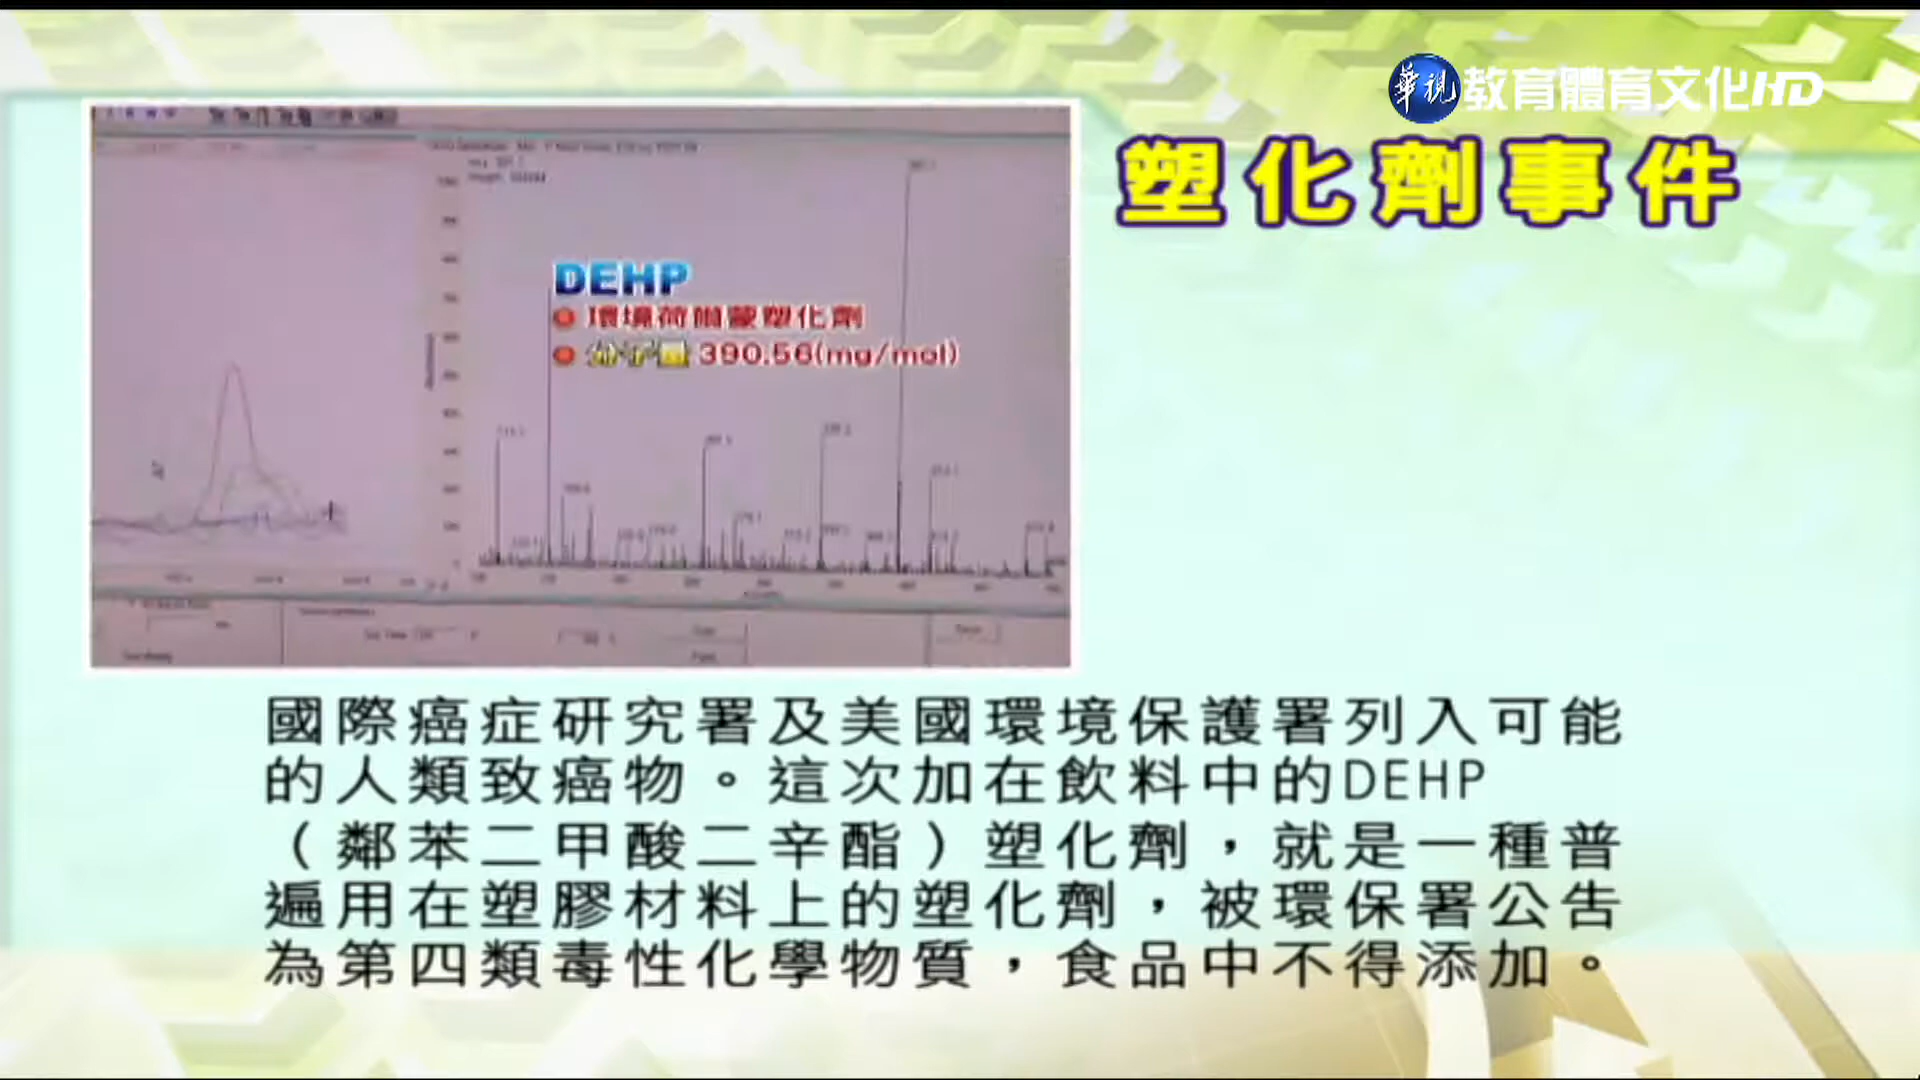 華視 教育體育文化HD
塑化劑事件
DEHP
環境荷爾蒙塑化劑
分子量 390.56(mg/mol)
國際癌症研究署及美國環境保護署列入可能
的人類致癌物。這次加在飲料中的DEHP
（鄰苯二甲酸二辛酯）塑化劑，就是一種普
遍用在塑膠材料上的塑化劑，被環保署公告
為第四類毒性化學物質，食品中不得添加。